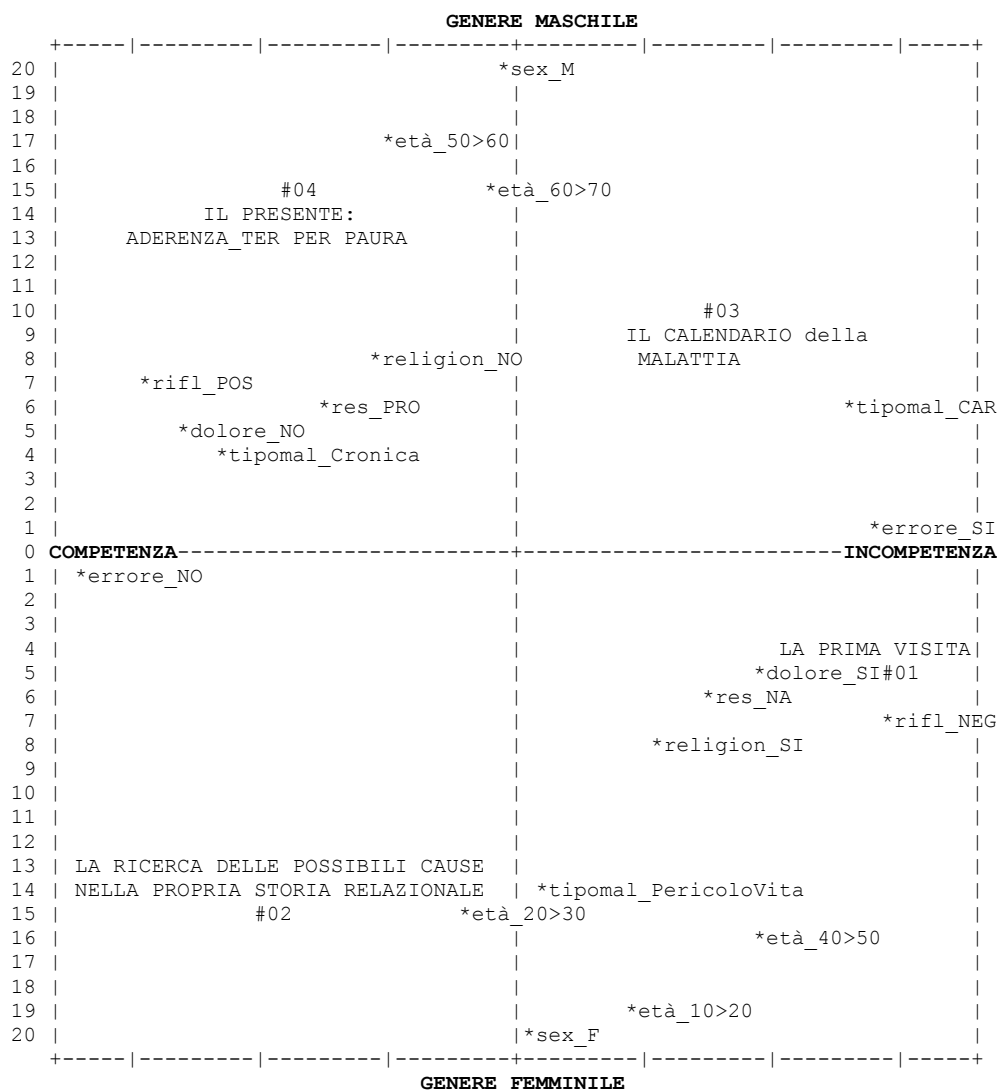 GENERE MASCHILE
+-----|---------|---------|---------+---------|---------|---------|-----+
20 | *sex_M |
19 | | |
18 | | |
17 | *età_50>60| |
16 | | |
15 | #04 *età_60>70 |
14 | IL PRESENTE: | |
13 | ADERENZA_TER PER PAURA | |
12 | | |
11 | | |
10 | | #03 |
9 | | IL CALENDARIO della |
8 | *religion_NO MALATTIA |
7 | *rifl_POS | |
6 | *res_PRO | *tipomal_CAR
5 | *dolore_NO | |
4 | *tipomal_Cronica | |
3 | | |
2 | | |
1 | | *errore_SI
0 COMPETENZA--------------------------+-------------------------INCOMPETENZA
1 | *errore_NO | |
2 | | |
3 | | |
4 | | LA PRIMA VISITA|
5 | | *dolore_SI#01 |
6 | | *res_NA |
7 | | *rifl_NEG
8 | | *religion_SI |
9 | | |
10 | | |
11 | | |
12 | | |
13 | LA RICERCA DELLE POSSIBILI CAUSE | |
14 | NELLA PROPRIA STORIA RELAZIONALE | *tipomal_PericoloVita |
15 | #02 *età_20>30 |
16 | | *età_40>50 |
17 | | |
18 | | |
19 | | *età_10>20 |
20 | |*sex_F |
+-----|---------|---------|---------+---------|---------|---------|-----+
GENERE FEMMINILE